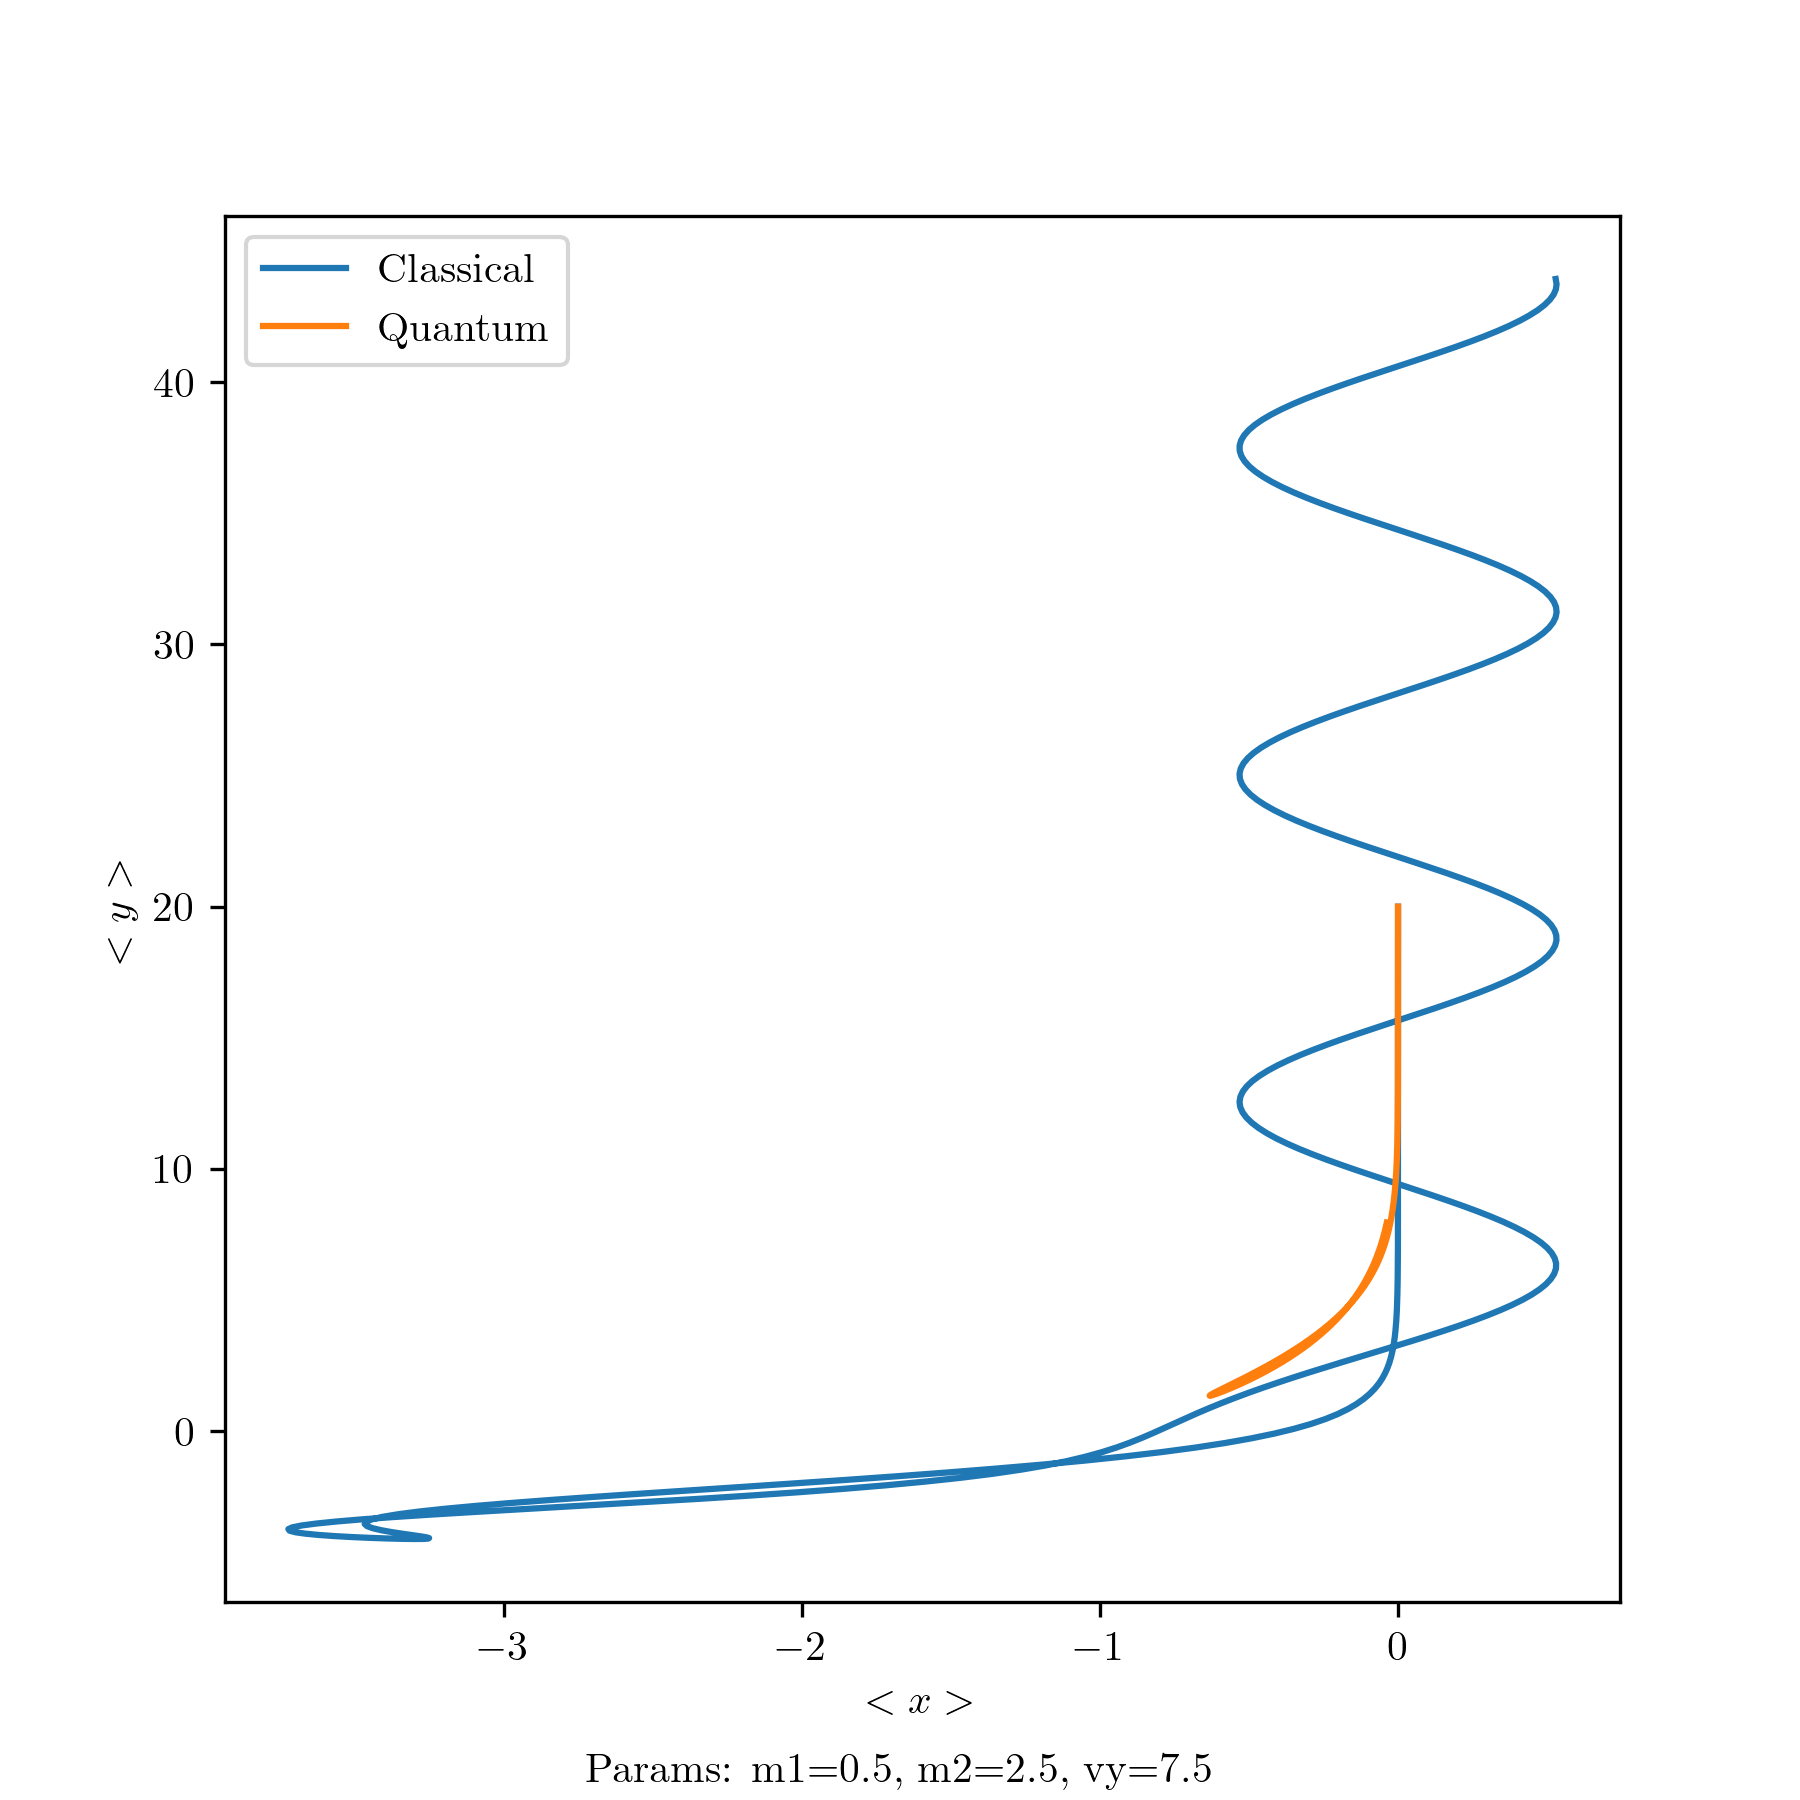 Classical
Quantum
40
30
20
10
0
< y >
−3 −2 −1 0
< x >
Params: m1=0.5, m2=2.5, vy=7.5